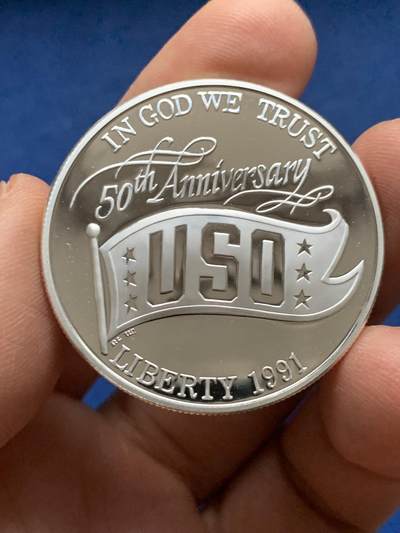 IN GOD WE TRUST
50th Anniversary
USO
LIBERTY 1991